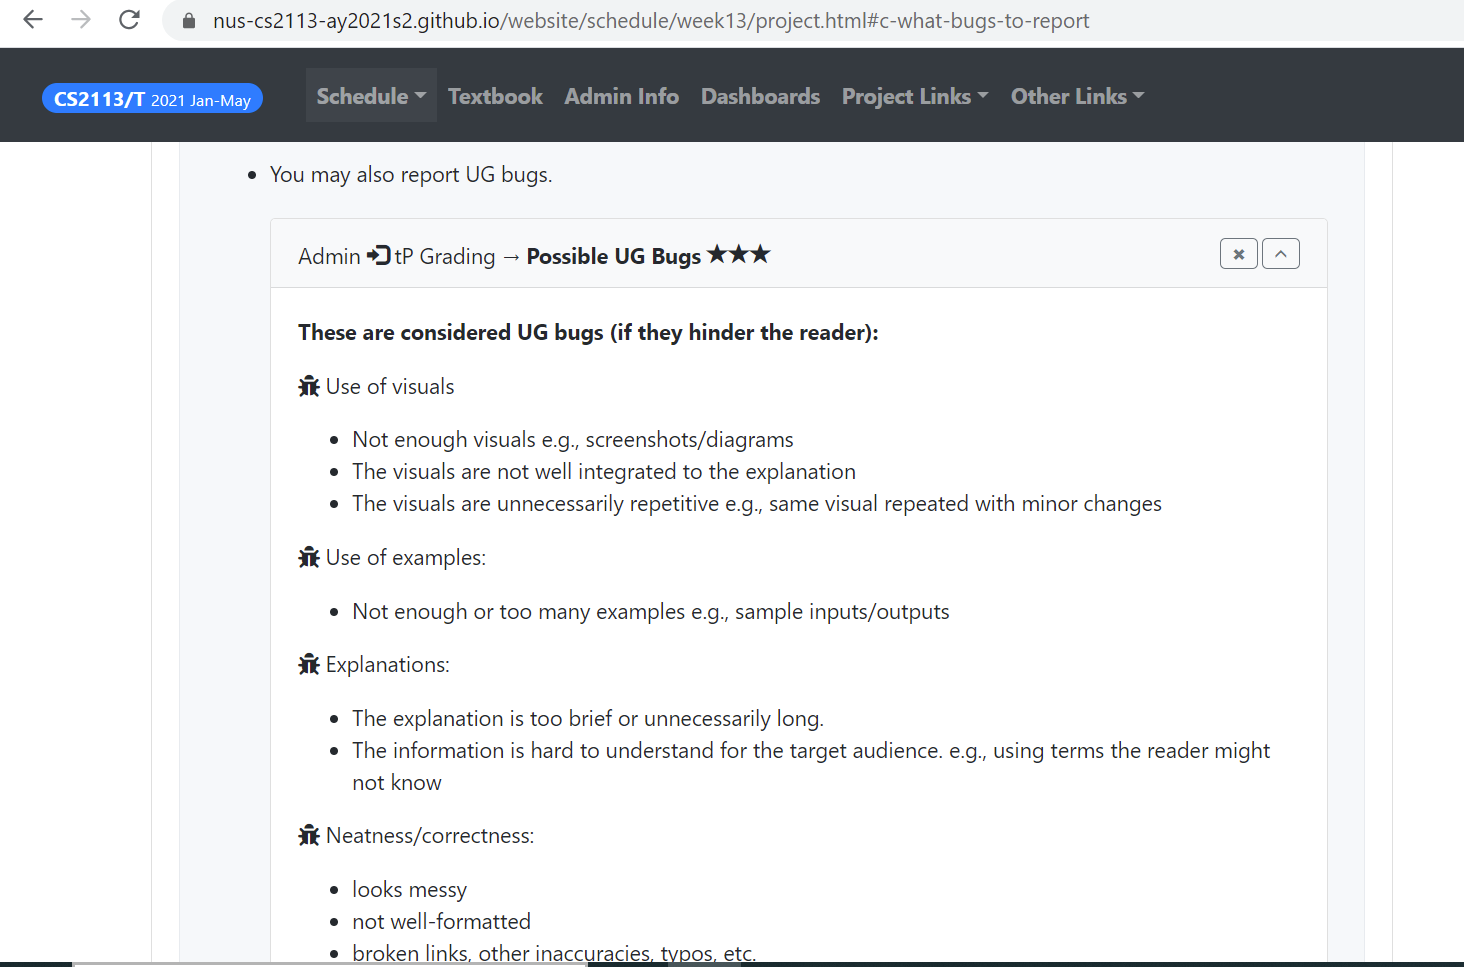 nus-cs2113-ay2021s2.github.io/website/schedule/week13/project.html#c-what-bugs-to-report
CS2113/T 2021 Jan-May Schedule Textbook Admin Info Dashboards Project Links Other Links
You may also report UG bugs.
Admin tP Grading → Possible UG Bugs ★★★
These are considered UG bugs (if they hinder the reader):
Use of visuals
Not enough visuals e.g., screenshots/diagrams
The visuals are not well integrated to the explanation
The visuals are unnecessarily repetitive e.g., same visual repeated with minor changes
Use of examples:
Not enough or too many examples e.g., sample inputs/outputs
Explanations:
The explanation is too brief or unnecessarily long.
The information is hard to understand for the target audience. e.g., using terms the reader might
not know
Neatness/correctness:
looks messy
not well-formatted
broken links, other inaccuracies, typos, etc.